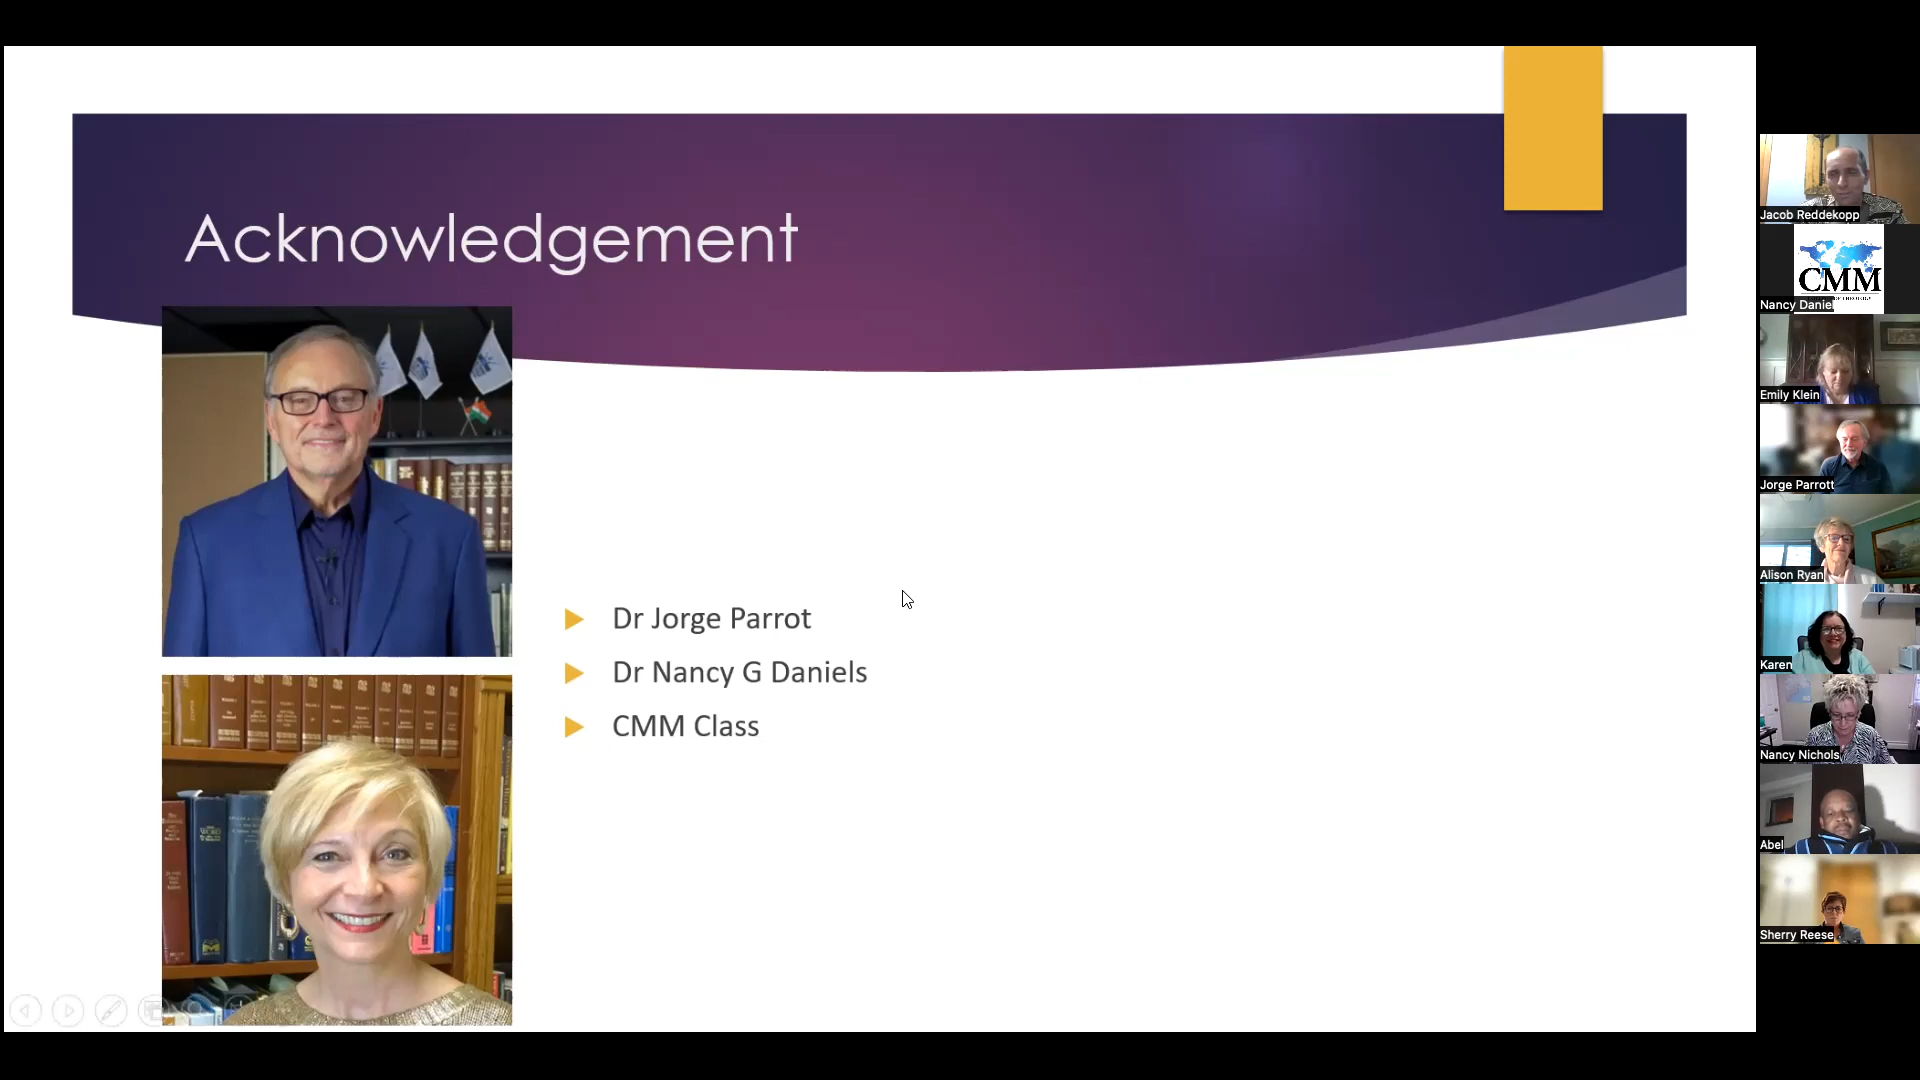 Acknowledgement
Dr Jorge Parrot
Dr Nancy G Daniels
CMM Class
Jacob Reddekopp
CMM
Nancy Daniel
Emily Klein
Jorge Parrott
Alison Ryan
Karen
Nancy Nichols
Abel
Sherry Reese